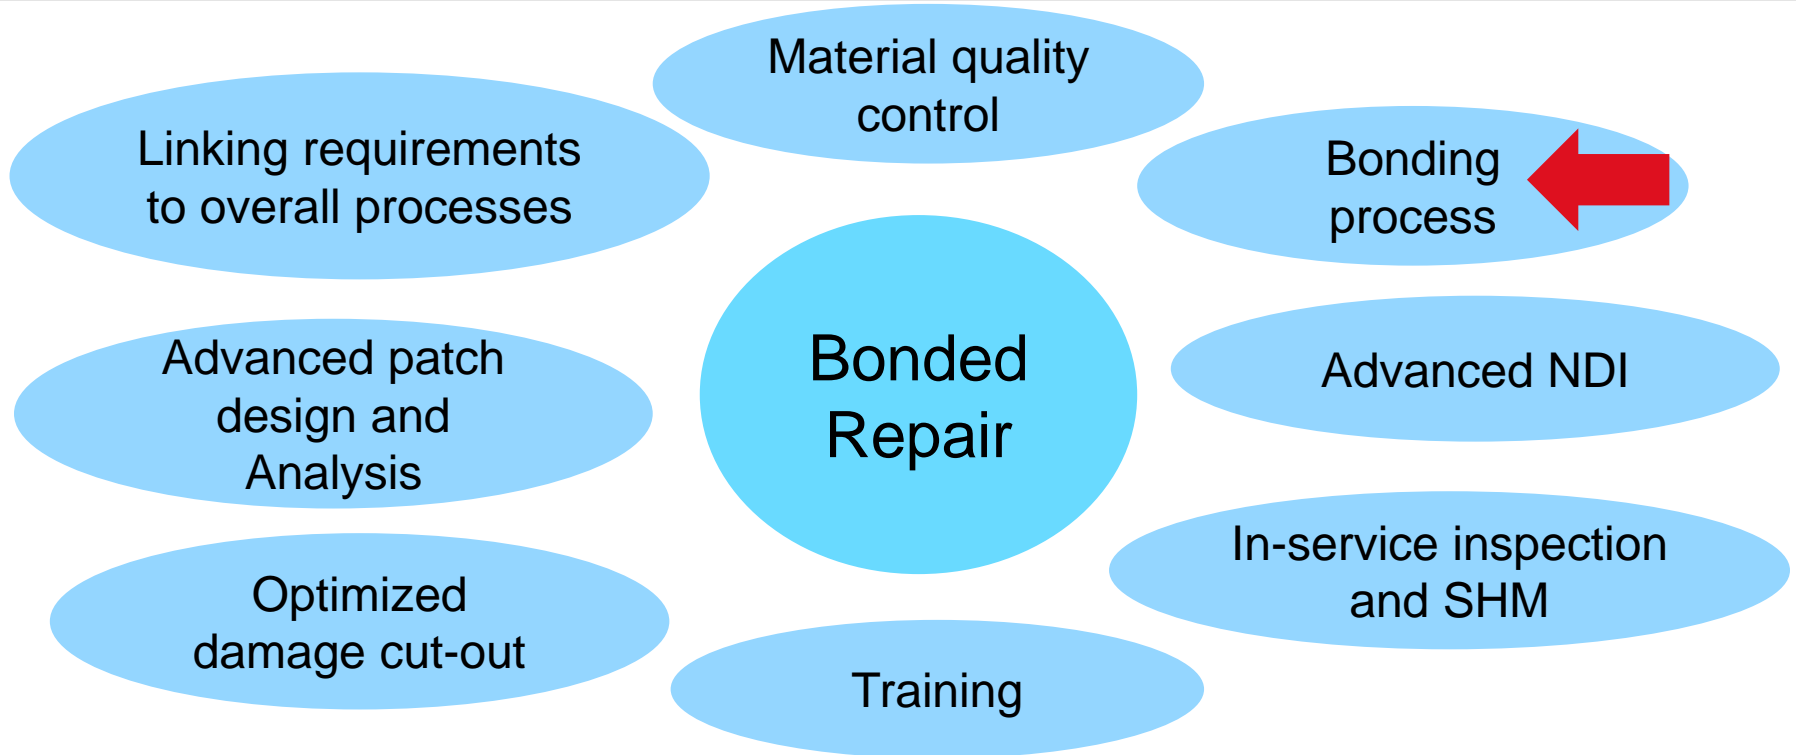 Material quality
control
Linking requirements
to overall processes
Bonding
process
Advanced patch
design and
Analysis
Bonded
Repair
Advanced NDI
Optimized
damage cut-out
In-service inspection
and SHM
Training